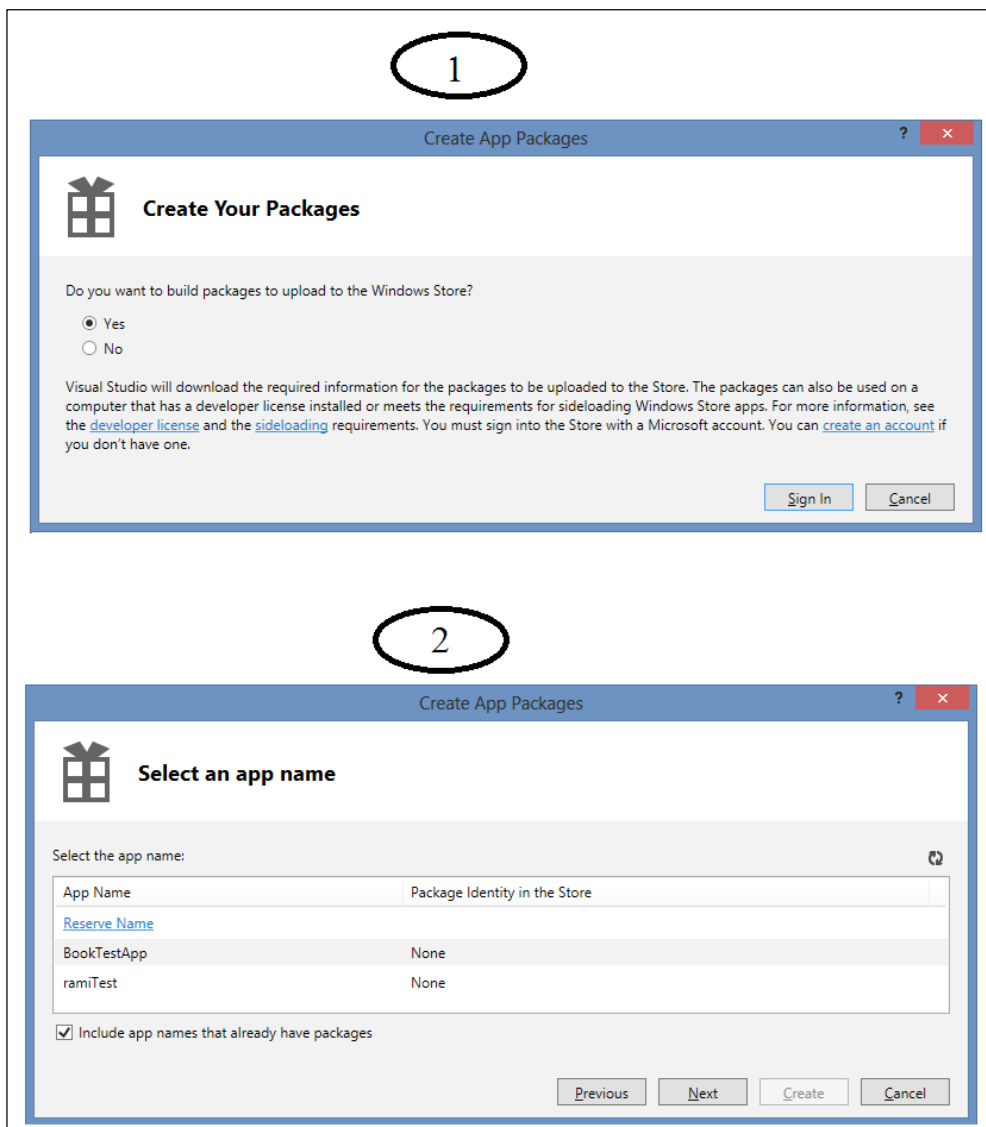 1
Create App Packages
?
Create Your Packages
Do you want to build packages to upload to the Windows Store?
Yes
No
Visual Studio will download the required information for the packages to be uploaded to the Store. The packages can also be used on a
computer that has a developer license installed or meets the requirements for sideloading Windows Store apps. For more information, see
the developer license and the sideloading requirements. You must sign into the Store with a Microsoft account. You can create an account if
you don't have one.
Sign In Cancel
2
Create App Packages
?
Select an app name
Select the app name:
App Name Package Identity in the Store
Reserve Name
BookTestApp None
ramiTest None
Include app names that already have packages
Previous Next Create Cancel